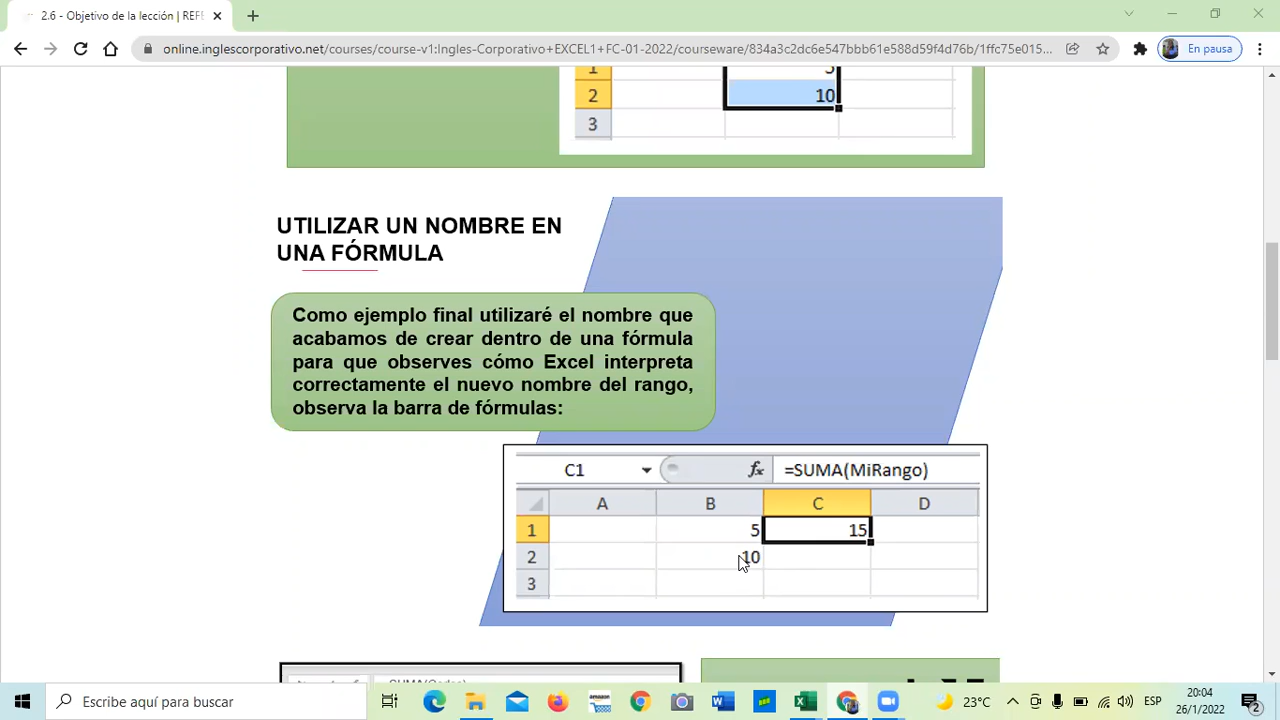 2.6 - Objetivo de la lección | REF
online.inglescorporativo.net/courses/course-v1:Ingles-Corporativo+EXCEL1+FC-01-2022/courseware/834a3c2dc6e547bbb61e588d59f4d76b/1ffc75e015...
En pausa
1 5
2 10
3
UTILIZAR UN NOMBRE EN
UNA FÓRMULA
Como ejemplo final utilizaré el nombre que
acabamos de crear dentro de una fórmula
para que observes cómo Excel interpreta
correctamente el nuevo nombre del rango,
observa la barra de fórmulas:
C1 fx =SUMA(MiRango)
A B C D
1 5 15
2 10
3
Escribe aquí para buscar
amazon
23°C
ESP
20:04
26/1/2022
2